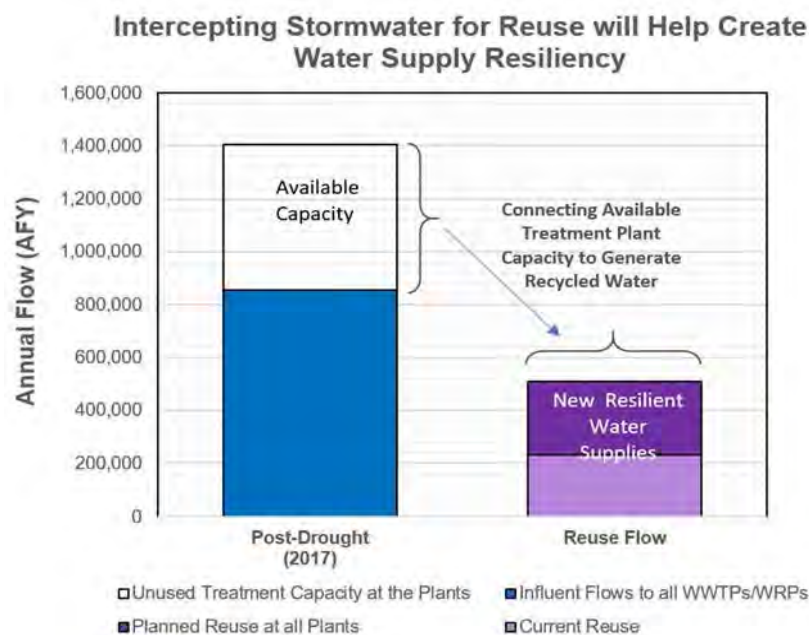 Intercepting Stormwater for Reuse will Help Create
Water Supply Resiliency
Annual Flow (AFY)
1,600,000
1,400,000
1,200,000
1,000,000
800,000
600,000
400,000
200,000
0
Available
Capacity
Connecting Available
Treatment Plant
Capacity to Generate
Recycled Water
New Resilient
Water
Supplies
Post-Drought
(2017)
Reuse Flow
Unused Treatment Capacity at the Plants
Influent Flows to all WWTPs/WRPs
Planned Reuse at all Plants
Current Reuse